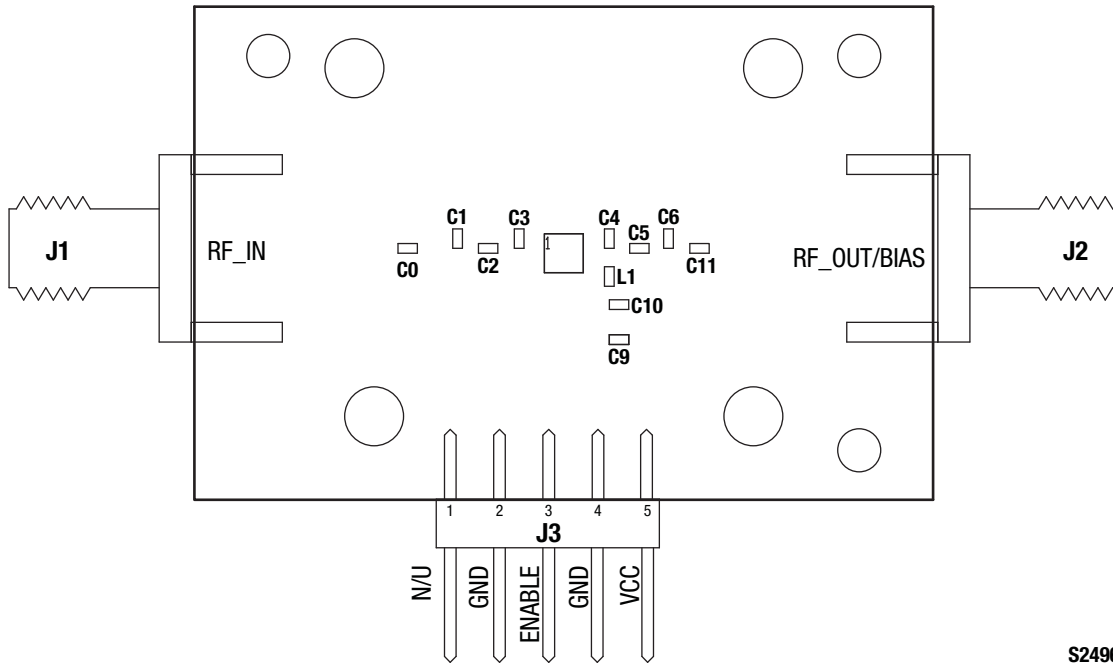 C1 C3 C4 C6
1 C5
J1 RF_IN C0 C2 L1 C11 RF_OUT/BIAS J2
C10
C9
1 2 3 4 5
J3
N/U GND ENABLE GND VCC